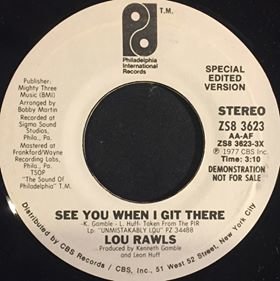 T.M.
Philadelphia
International
Records
SPECIAL
EDITED
VERSION
Publisher:
Mighty Three
Music (BMI)
Arranged by
Bobby Martin
Recorded at
Sigma Sound
Studios,
Phila., Pa.
Mastered at
Frankford/Wayne
Recording Labs,
Phila., Pa.
TSOP
"The Sound Of
Philadelphia" T.M.
STEREO
ZS8 3623
AA-AF
ZS8 3623-3X
℗ 1977 CBS Inc.
Time: 3:10
DEMONSTRATION
NOT FOR SALE
SEE YOU WHEN I GIT THERE
K. Gamble - L. Huff- Taken From The PIR
Lp: "UNMISTAKABLY LOU" PZ 34488
LOU RAWLS
Produced by Kenneth Gamble
and Leon Huff
Distributed by CBS Records / CBS, Inc., 51 West 52 Street, New York City